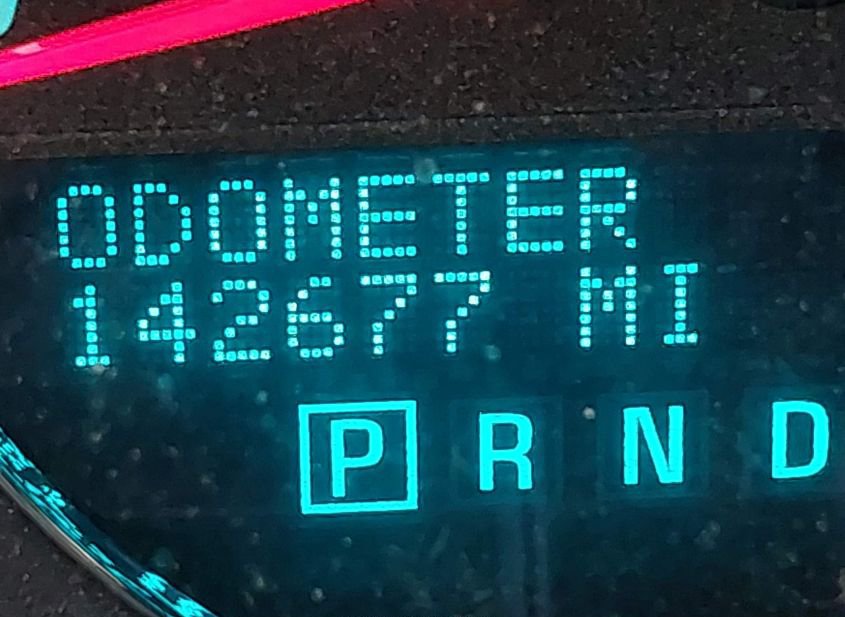 ODOMETER
142677 MI
P R N D